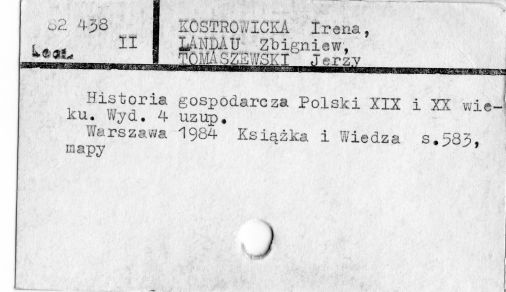 82 438
II
KOSTROWICKA Irena,
LANDAU Zbigniew,
TOMASZEWSKI Jerzy
Historia gospodarcza Polski XIX i XX wie-
ku. Wyd. 4 uzup.
Warszawa 1984 Książka i Wiedza s.583,
mapy